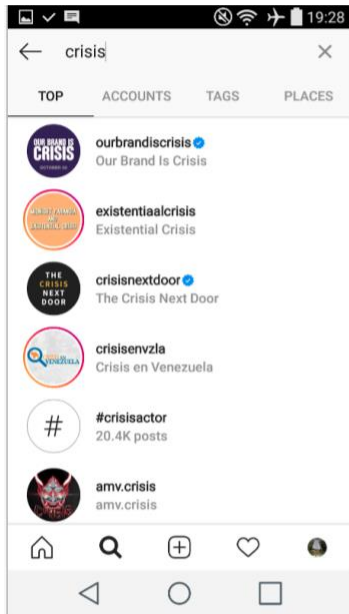 19:28
crisis
TOP ACCOUNTS TAGS PLACES
OUR BRAND IS
CRISIS
ourbrandiscrisis
Our Brand Is Crisis
existentiaalcrisis
Existential Crisis
THE
CRISIS
NEXT
DOOR
crisisnextdoor
The Crisis Next Door
VENEZUELA
crisisenvzla
Crisis en Venezuela
#
#crisisactor
20.4K posts
amv.crisis
amv.crisis